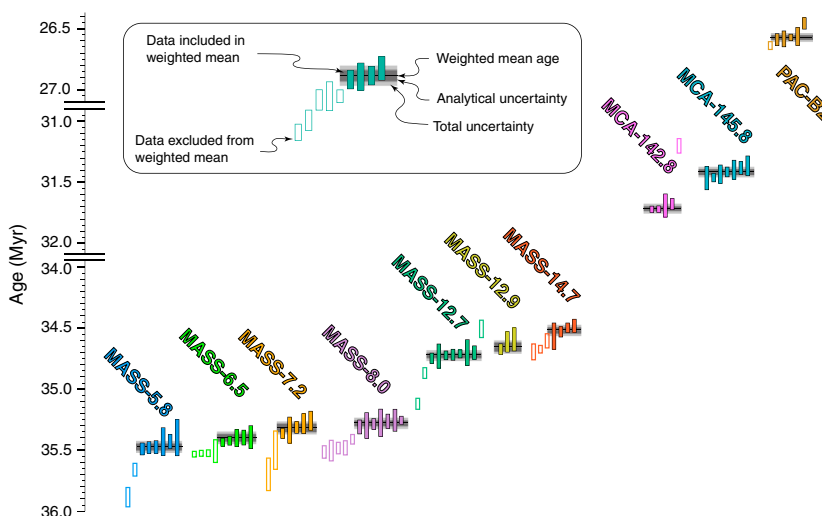 26.5
27.0
31.0
31.5
32.0
34.0
34.5
35.0
35.5
36.0
Age (Myr)
Data included in
weighted mean
Weighted mean age
Analytical uncertainty
Total uncertainty
Data excluded from
weighted mean
MASS-5.8
MASS-6.5
MASS-7.2
MASS-8.0
MASS-12.7
MASS-12.9
MASS-14.7
MCA-142.8
MCA-145.8